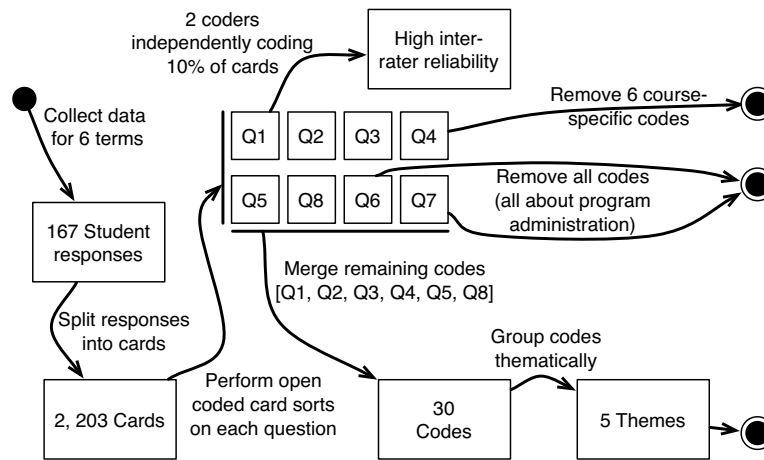 2 coders
independently coding
10% of cards
High inter-
rater reliability
Collect data
for 6 terms
Remove 6 course-
specific codes
Q1 Q2 Q3 Q4
Q5 Q8 Q6 Q7
Remove all codes
(all about program
administration)
167 Student
responses
Merge remaining codes
[Q1, Q2, Q3, Q4, Q5, Q8]
Split responses
into cards
Group codes
thematically
Perform open
coded card sorts
on each question
2, 203 Cards
30
Codes
5 Themes